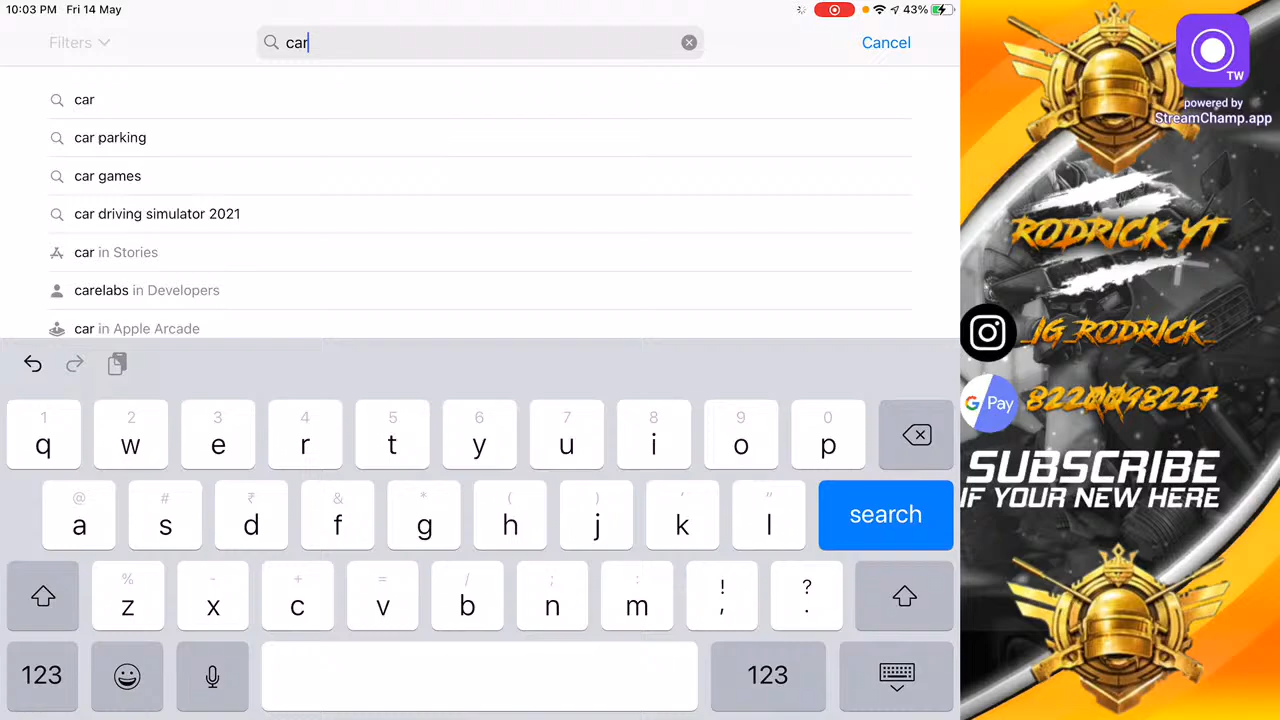 10:03 PM Fri 14 May
43%
Filters
car
Cancel
car
car parking
car games
car driving simulator 2021
car in Stories
carelabs in Developers
car in Apple Arcade
1 2 3 4 5 6 7 8 9 0
q w e r t y u i o p
@ # ₹ & * ( ) ' "
a s d f g h j k l
search
% - + = / ; : ! ?
z x c v b n m , .
123
123
TW
powered by
StreamChamp.app
RODRICK YT
_IG_RODRICK_
G Pay
SUBSCRIBE
IF YOUR NEW HERE